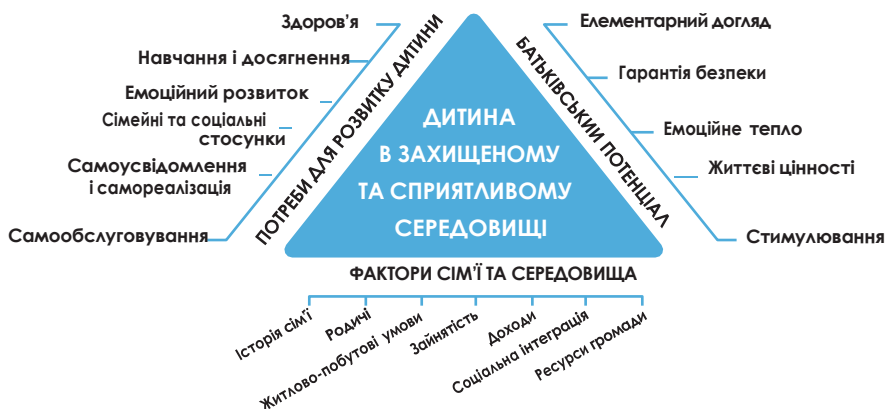 Здоров’я
Навчання і досягнення
Емоційний розвиток
Сімейні та соціальні
стосунки
Самоусвідомлення
і самореалізація
Самообслуговування
ПОТРЕБИ ДЛЯ РОЗВИТКУ ДИТИНИ
ДИТИНА
В ЗАХИЩЕНОМУ
ТА СПРИЯТЛИВОМУ
СЕРЕДОВИЩІ
БАТЬКІВСЬКИЙ ПОТЕНЦІАЛ
Елементарний догляд
Гарантія безпеки
Емоційне тепло
Життєві цінності
Стимулювання
ФАКТОРИ СІМ’Ї ТА СЕРЕДОВИЩА
Історія сім’ї
Родичі
Житлово-побутові умови
Зайнятість
Доходи
Соціальна інтеграція
Ресурси громади